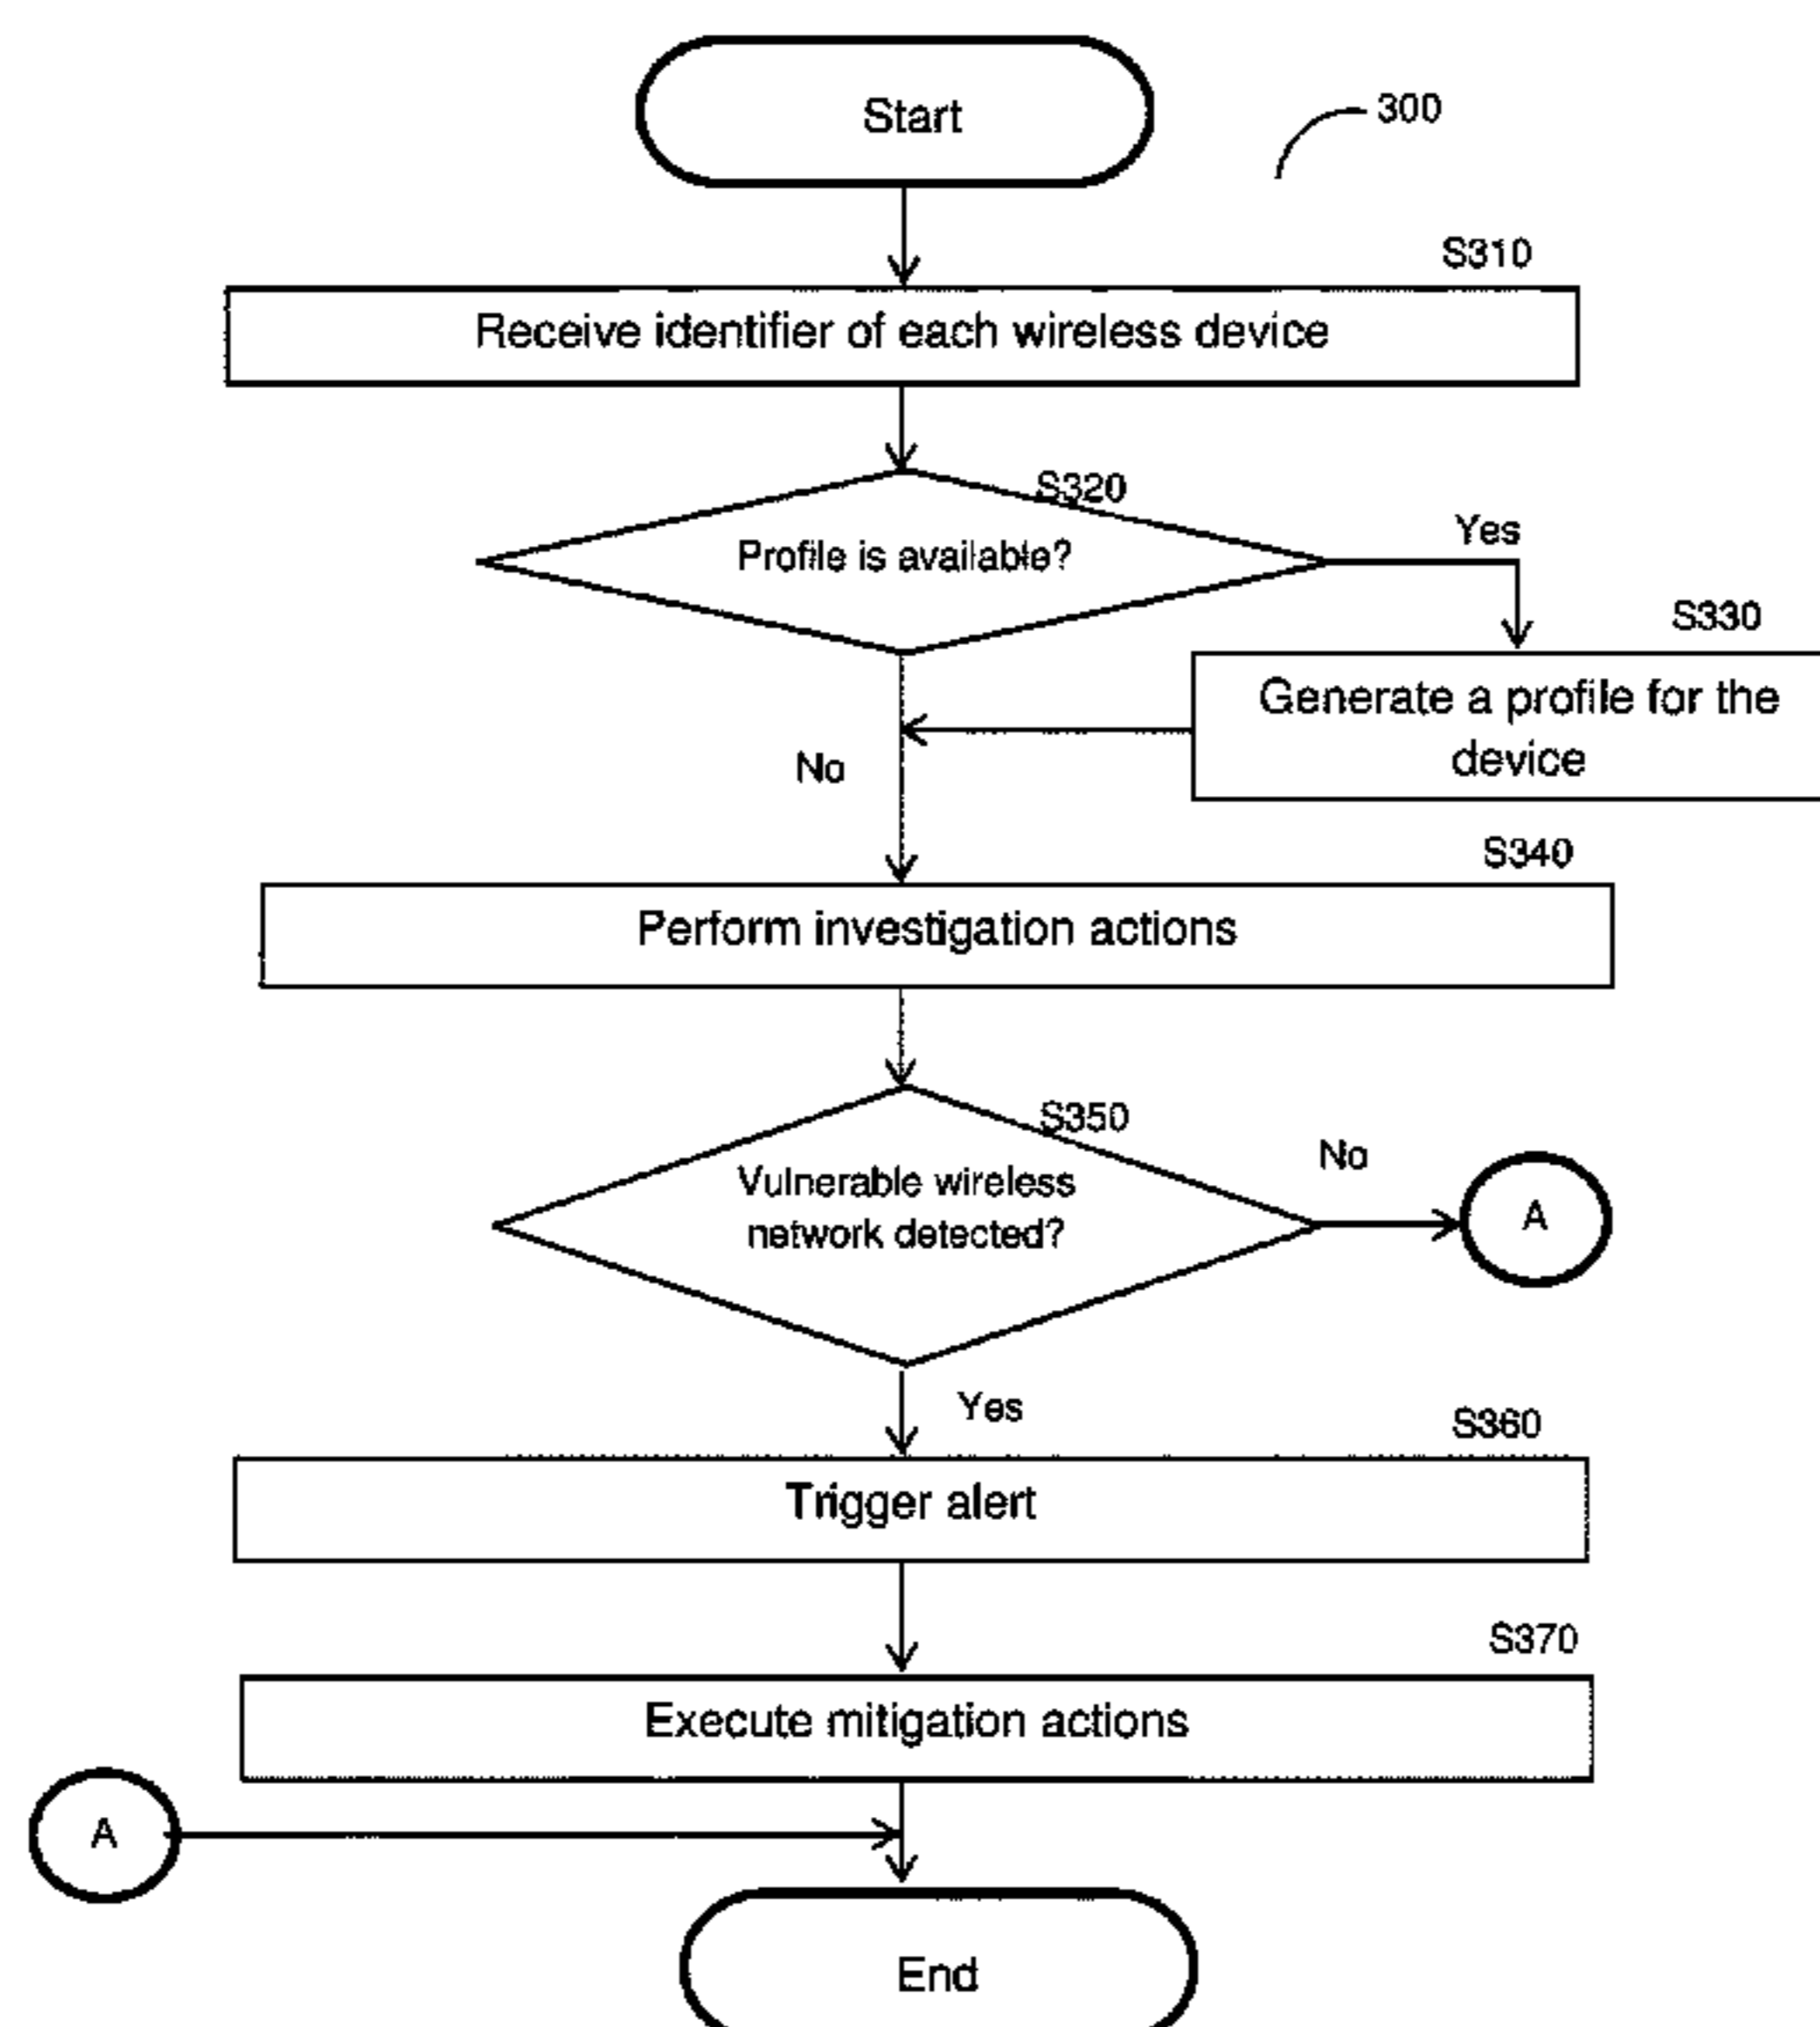 Start
300
S310
Receive identifier of each wireless device
S320
Profile is available?
Yes
S330
Generate a profile for the
device
No
S340
Perform investigation actions
S350
Vulnerable wireless
network detected?
No
A
Yes
S360
Trigger alert
S370
Execute mitigation actions
A
End